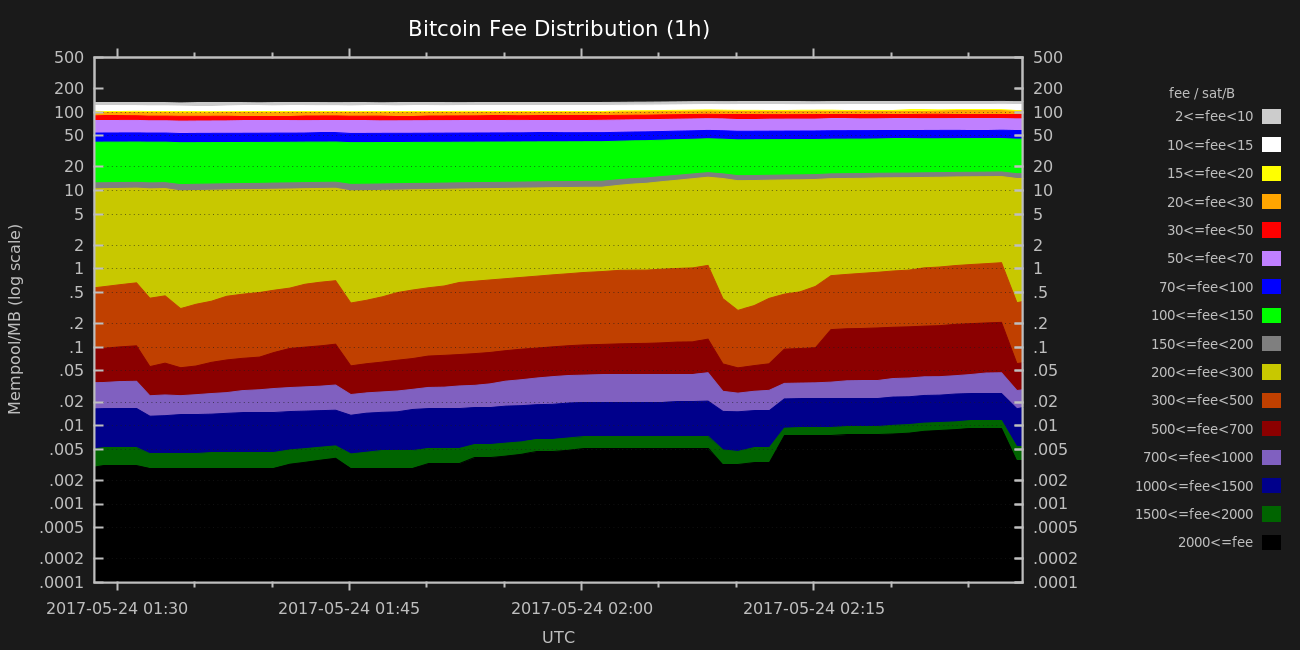 Bitcoin Fee Distribution (1h)
500
200
100
50
20
10
5
2
1
.5
.2
.1
.05
.02
.01
.005
.002
.001
.0005
.0002
.0001
Mempool/MB (log scale)
500
200
100
50
20
10
5
2
1
.5
.2
.1
.05
.02
.01
.005
.002
.001
.0005
.0002
.0001
2017-05-24 01:30
2017-05-24 01:45
2017-05-24 02:00
2017-05-24 02:15
UTC
fee / sat/B
2<=fee<10
10<=fee<15
15<=fee<20
20<=fee<30
30<=fee<50
50<=fee<70
70<=fee<100
100<=fee<150
150<=fee<200
200<=fee<300
300<=fee<500
500<=fee<700
700<=fee<1000
1000<=fee<1500
1500<=fee<2000
2000<=fee